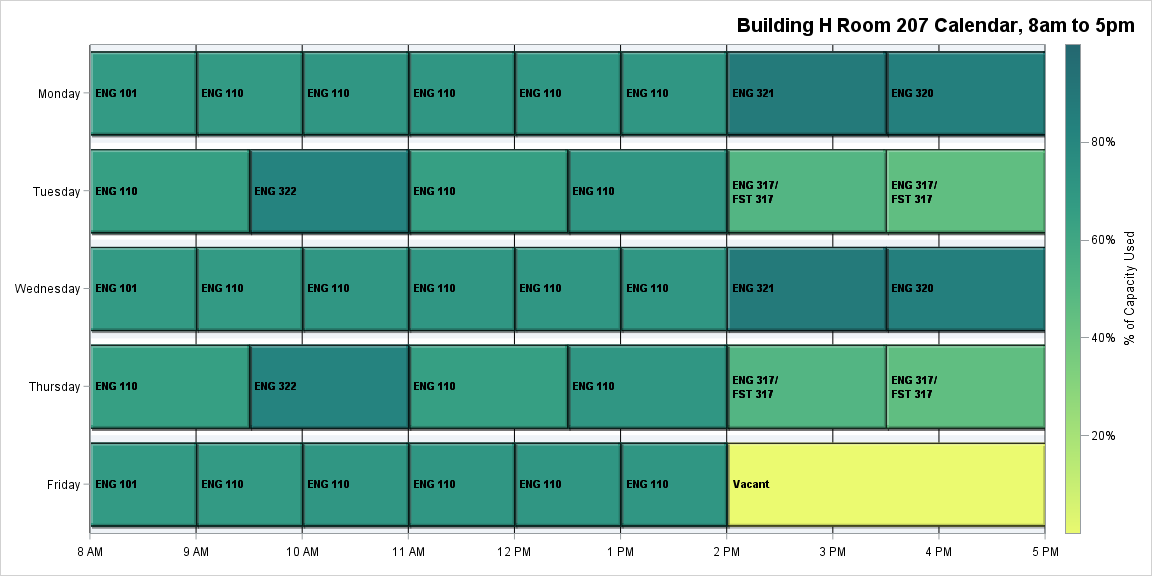 Building H Room 207 Calendar, 8am to 5pm
Monday
ENG 101
ENG 110
ENG 110
ENG 110
ENG 110
ENG 110
ENG 321
ENG 320
Tuesday
ENG 110
ENG 322
ENG 110
ENG 110
ENG 317/
FST 317
ENG 317/
FST 317
Wednesday
ENG 101
ENG 110
ENG 110
ENG 110
ENG 110
ENG 110
ENG 321
ENG 320
Thursday
ENG 110
ENG 322
ENG 110
ENG 110
ENG 317/
FST 317
ENG 317/
FST 317
Friday
ENG 101
ENG 110
ENG 110
ENG 110
ENG 110
ENG 110
Vacant
8 AM
9 AM
10 AM
11 AM
12 PM
1 PM
2 PM
3 PM
4 PM
5 PM
80%
60%
40%
20%
% of Capacity Used